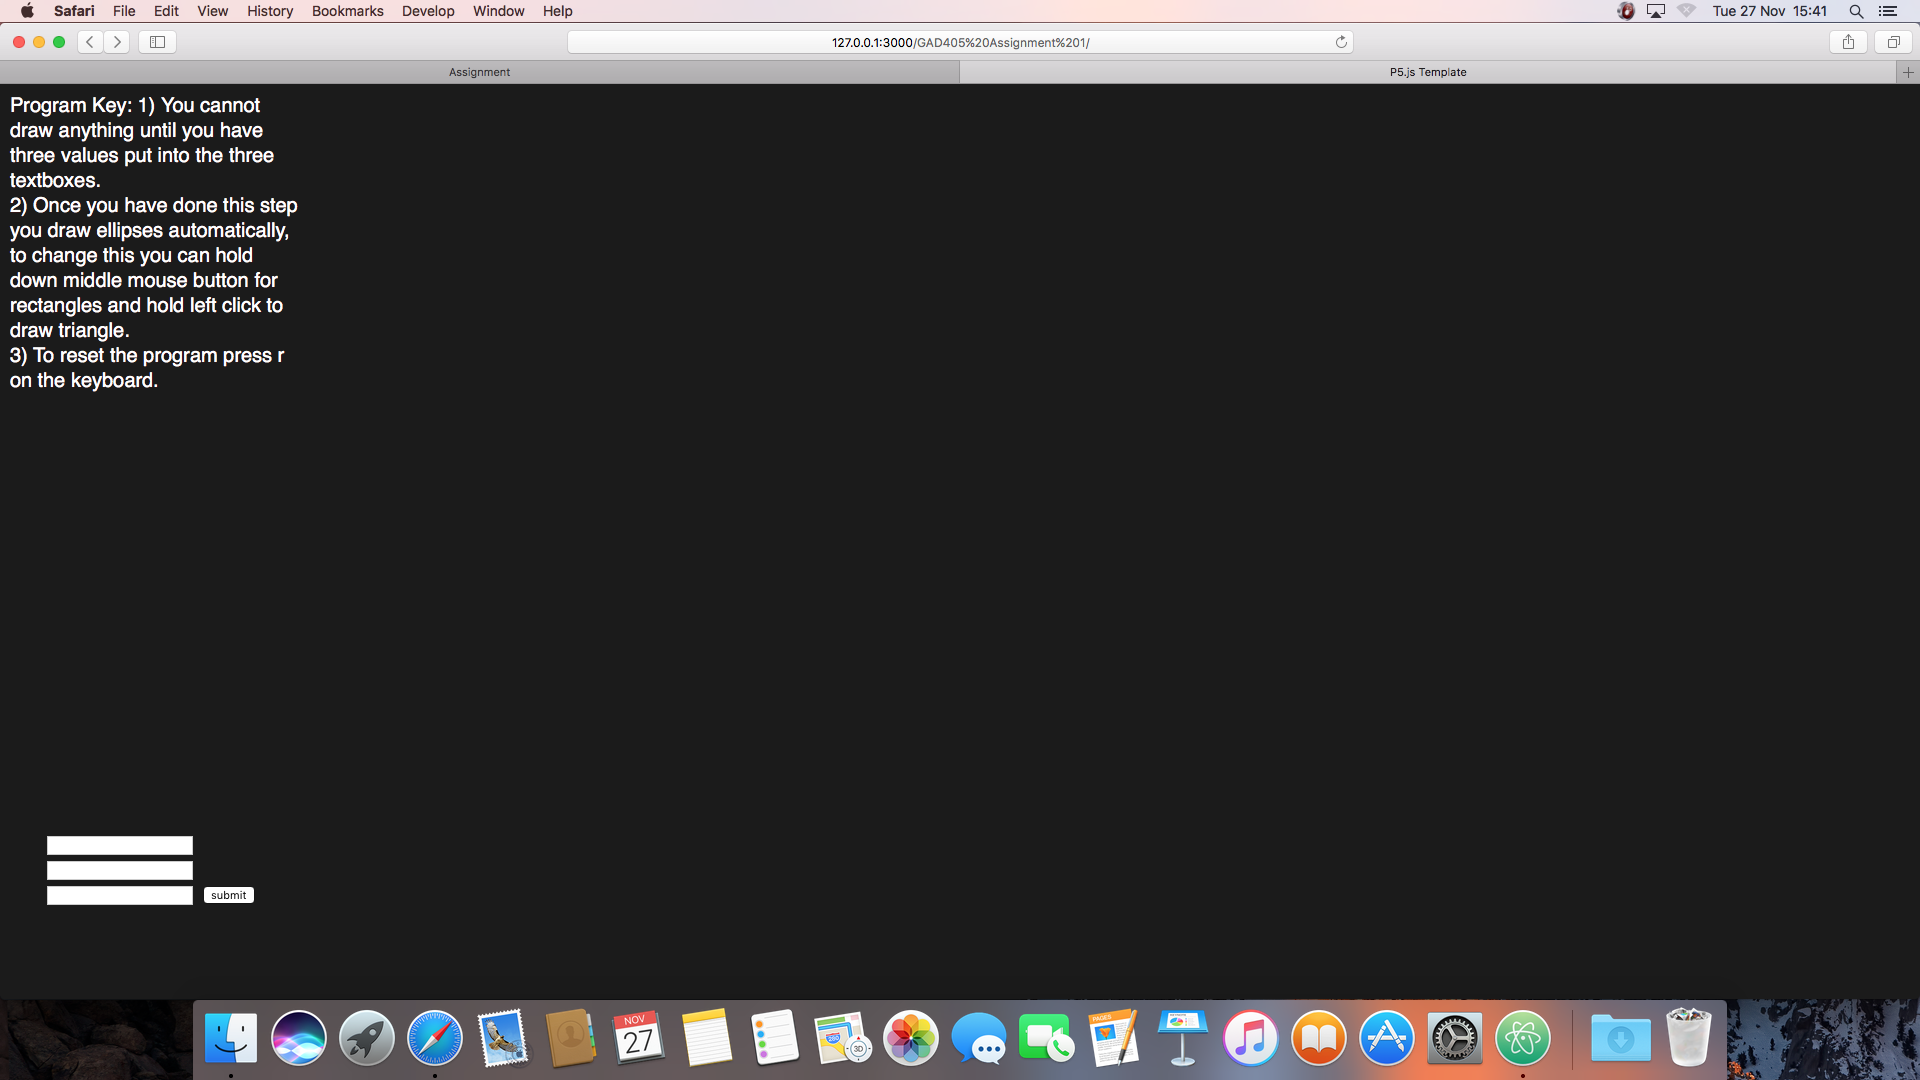 Safari File Edit View History Bookmarks Develop Window Help Tue 27 Nov 15:41
127.0.0.1:3000/GAD405%20Assignment%201/
Assignment P5.js Template
Program Key: 1) You cannot
draw anything until you have
three values put into the three
textboxes.
2) Once you have done this step
you draw ellipses automatically,
to change this you can hold
down middle mouse button for
rectangles and hold left click to
draw triangle.
3) To reset the program press r
on the keyboard.
submit
NOV
27
280
3D
PAGES